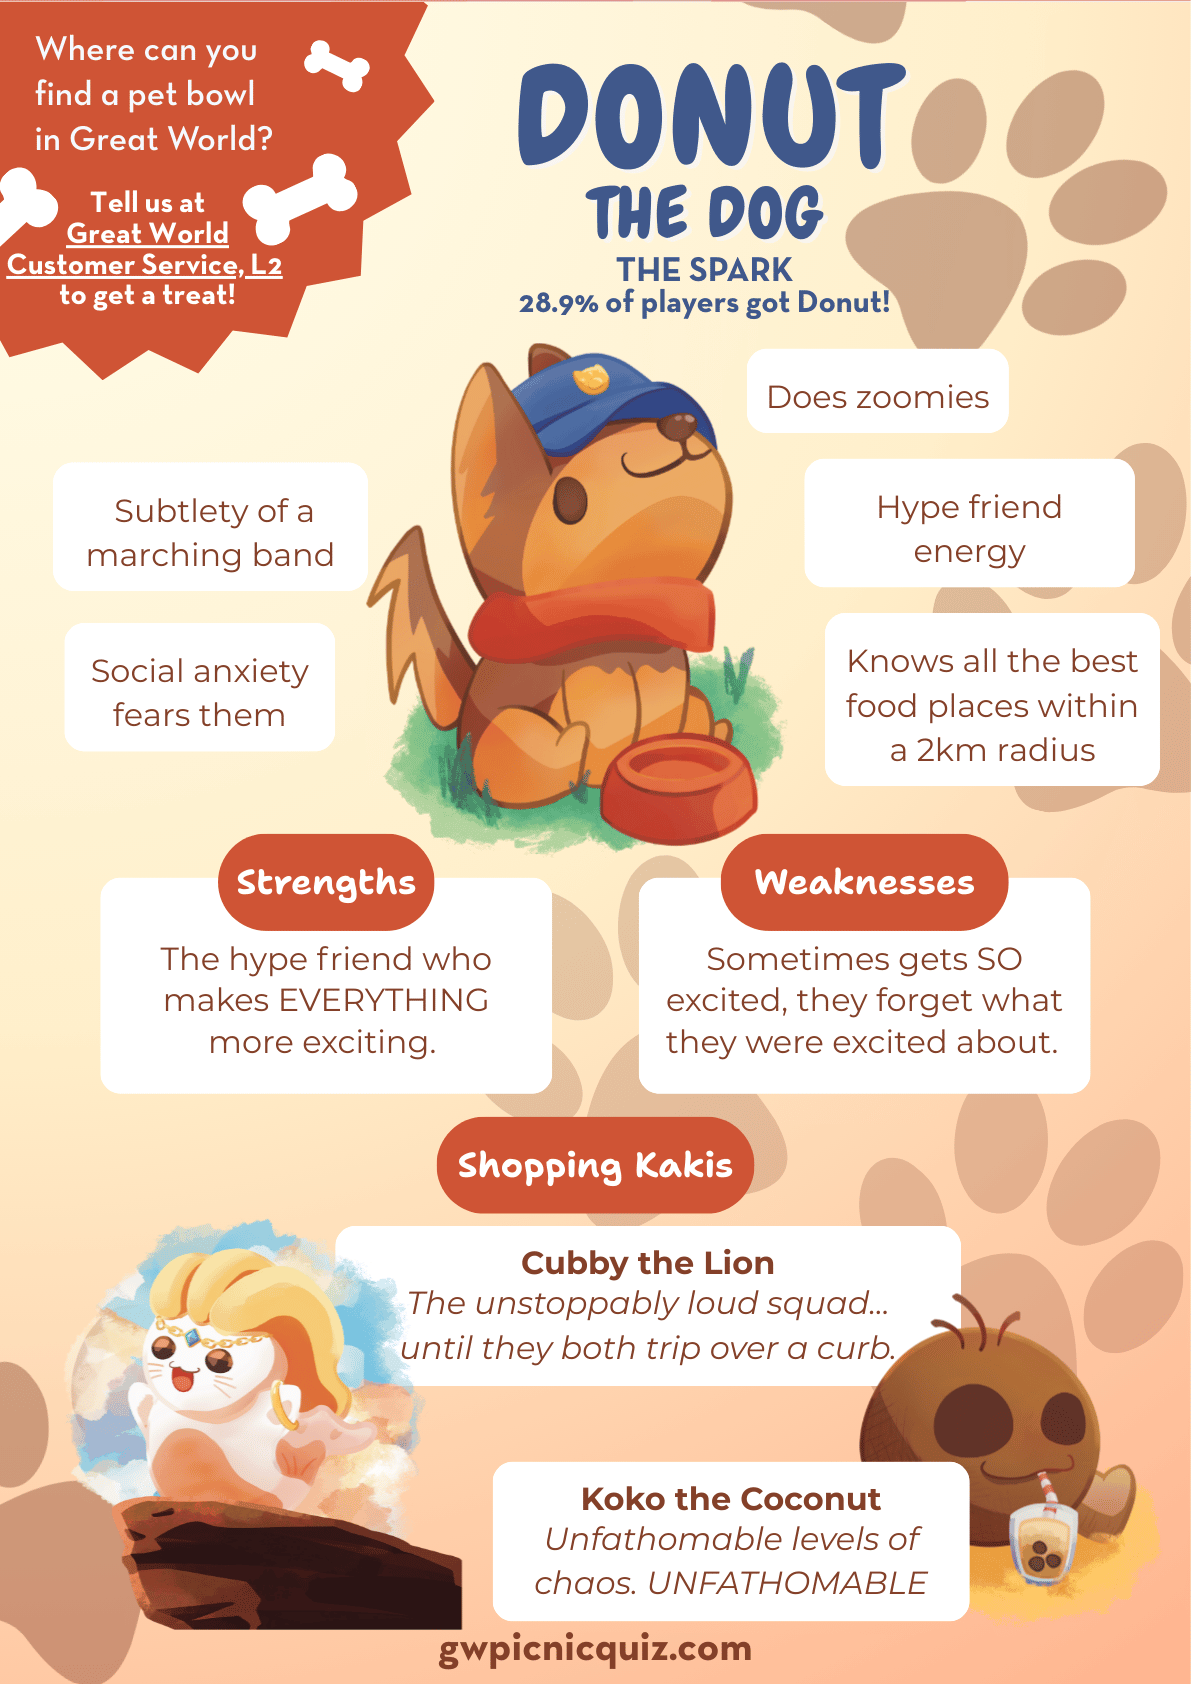 Where can you
find a pet bowl
in Great World?
Tell us at
Great World
Customer Service, L2
to get a treat!
DONUT
THE DOG
THE SPARK
28.9% of players got Donut!
Does zoomies
Subtlety of a
marching band
Hype friend
energy
Social anxiety
fears them
Knows all the best
food places within
a 2km radius
Strengths
The hype friend who
makes EVERYTHING
more exciting.
Weaknesses
Sometimes gets SO
excited, they forget what
they were excited about.
Shopping Kakis
Cubby the Lion
The unstoppably loud squad...
until they both trip over a curb.
Koko the Coconut
Unfathomable levels of
chaos. UNFATHOMABLE
gwpicnicquiz.com